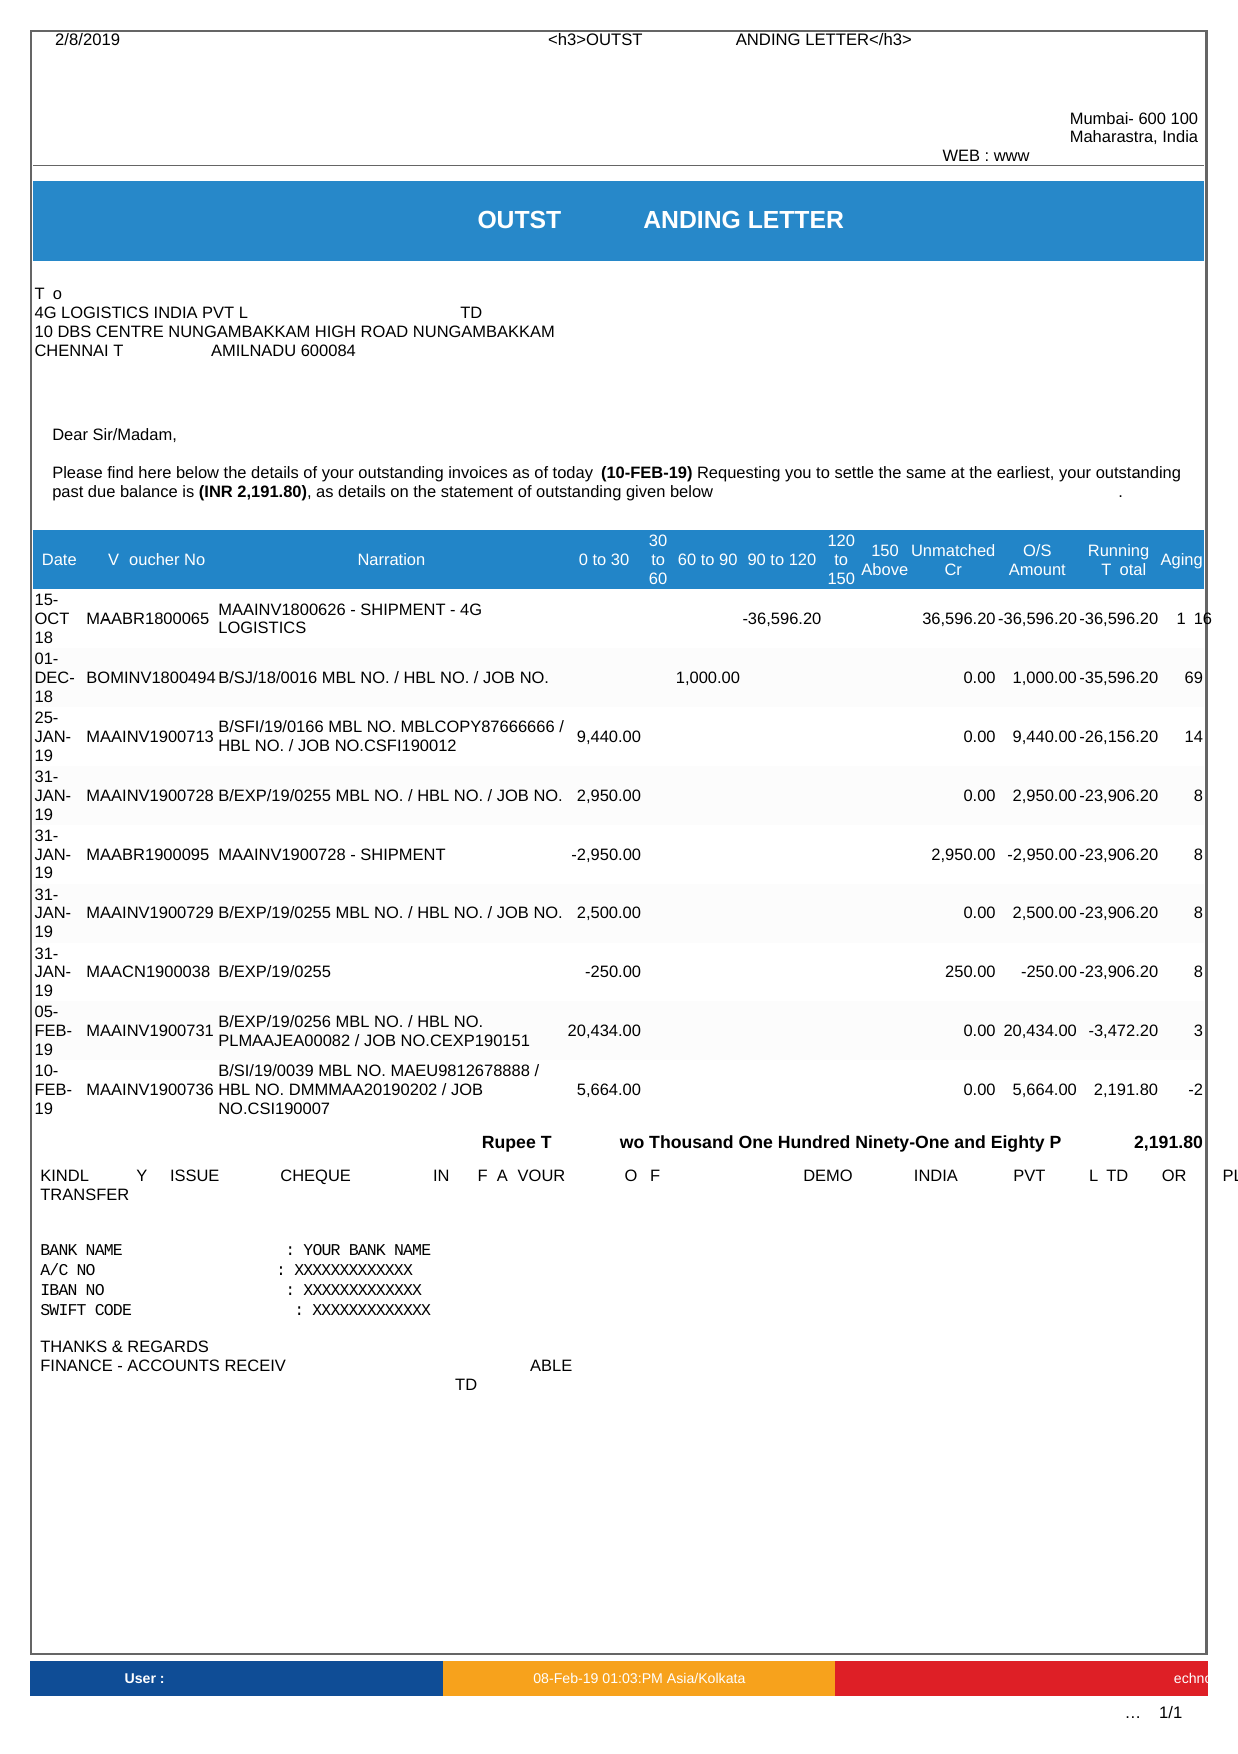 2/8/2019 <h3>OUTST ANDING LETTER</h3>
Mumbai- 600 100
Maharastra, India
WEB : www
OUTST ANDING LETTER
T o
4G LOGISTICS INDIA PVT L TD
10 DBS CENTRE NUNGAMBAKKAM HIGH ROAD NUNGAMBAKKAM
CHENNAI T AMILNADU 600084
Dear Sir/Madam,
Please find here below the details of your outstanding invoices as of today (10-FEB-19) Requesting you to settle the same at the earliest, your outstanding
past due balance is (INR 2,191.80), as details on the statement of outstanding given below .
Date V oucher No Narration 0 to 30 30 to 60 60 to 90 90 to 120 120 to 150 150 Above Unmatched Cr O/S Amount Running T otal Aging
15-OCT 18 MAABR1800065 MAAINV1800626 - SHIPMENT - 4G LOGISTICS -36,596.20 36,596.20 -36,596.20 -36,596.20 1 16
01-DEC-18 BOMINV1800494 B/SJ/18/0016 MBL NO. / HBL NO. / JOB NO. 1,000.00 0.00 1,000.00 -35,596.20 69
25-JAN-19 MAAINV1900713 B/SFI/19/0166 MBL NO. MBLCOPY87666666 / HBL NO. / JOB NO.CSFI190012 9,440.00 0.00 9,440.00 -26,156.20 14
31-JAN-19 MAAINV1900728 B/EXP/19/0255 MBL NO. / HBL NO. / JOB NO. 2,950.00 0.00 2,950.00 -23,906.20 8
31-JAN-19 MAABR1900095 MAAINV1900728 - SHIPMENT -2,950.00 2,950.00 -2,950.00 -23,906.20 8
31-JAN-19 MAAINV1900729 B/EXP/19/0255 MBL NO. / HBL NO. / JOB NO. 2,500.00 0.00 2,500.00 -23,906.20 8
31-JAN-19 MAACN1900038 B/EXP/19/0255 -250.00 250.00 -250.00 -23,906.20 8
05-FEB-19 MAAINV1900731 B/EXP/19/0256 MBL NO. / HBL NO. PLMAAJEA00082 / JOB NO.CEXP190151 20,434.00 0.00 20,434.00 -3,472.20 3
10-FEB-19 MAAINV1900736 B/SI/19/0039 MBL NO. MAEU9812678888 / HBL NO. DMMMAA20190202 / JOB NO.CSI190007 5,664.00 0.00 5,664.00 2,191.80 -2
Rupee T wo Thousand One Hundred Ninety-One and Eighty P 2,191.80
KINDL Y ISSUE CHEQUE IN F A VOUR O F DEMO INDIA PVT L TD OR PL
TRANSFER
BANK NAME : YOUR BANK NAME
A/C NO : XXXXXXXXXXXXX
IBAN NO : XXXXXXXXXXXXX
SWIFT CODE : XXXXXXXXXXXXX
THANKS & REGARDS
FINANCE - ACCOUNTS RECEIV ABLE
TD
User : 08-Feb-19 01:03:PM Asia/Kolkata echno
… 1/1